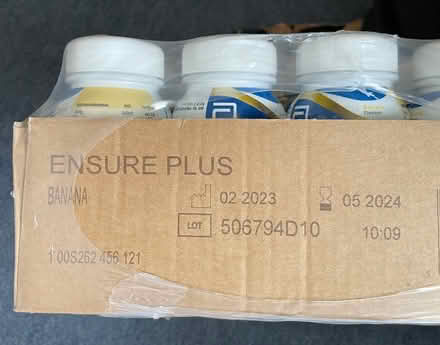 ENSURE PLUS
BANANA
02 2023
05 2024
LOT 506794D10
10:09
1 00S262 456 121